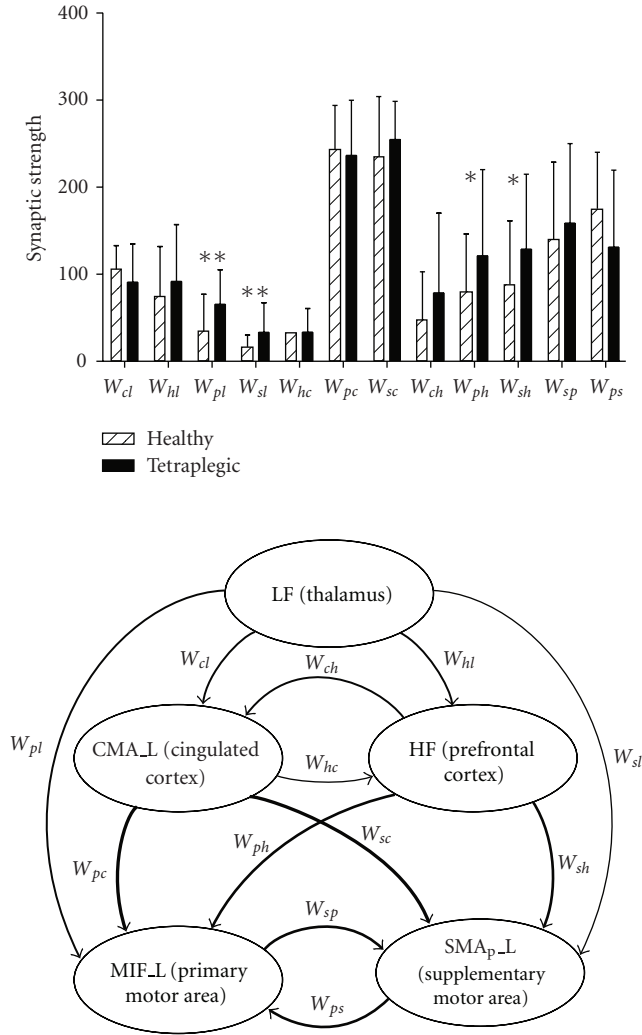 400
300
200
100
0
Synaptic strength
** ** * *
W_cl W_hl W_pl W_sl W_hc W_pc W_sc W_ch W_ph W_sh W_sp W_ps
Healthy
Tetraplegic
LF (thalamus)
W_cl W_ch W_hl
W_pl
CMA_L (cingulated
cortex)
W_hc
HF (prefrontal
cortex)
W_sl
W_pc W_ph W_sc W_sh
W_sp
MIF_L (primary
motor area)
SMA_p_L
(supplementary
motor area)
W_ps